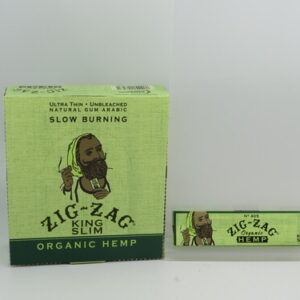 ULTRA THIN • UNBLEACHED
NATURAL GUM ARABIC
SLOW BURNING
ZIG-ZAG
KING
SLIM
ORGANIC HEMP
ZIG-ZAG
Organic
HEMP